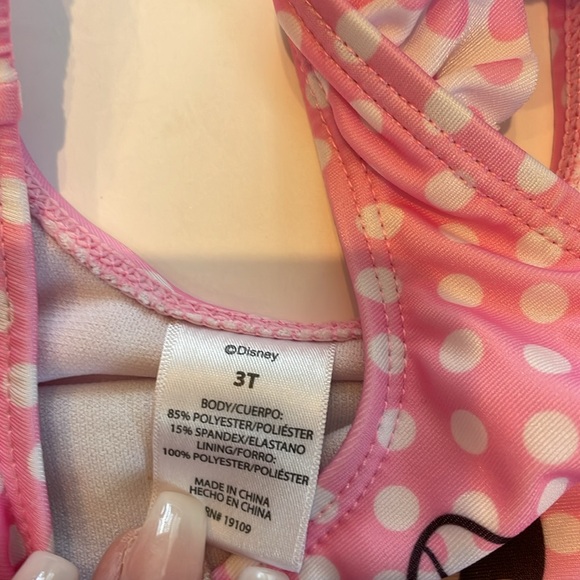 ©Disney
3T
BODY/CUERPO:
85% POLYESTER/POLIÉSTER
15% SPANDEX/ELASTANO
LINING/FORRO:
100% POLYESTER/POLIÉSTER
MADE IN CHINA
HECHO EN CHINA
RN# 19109